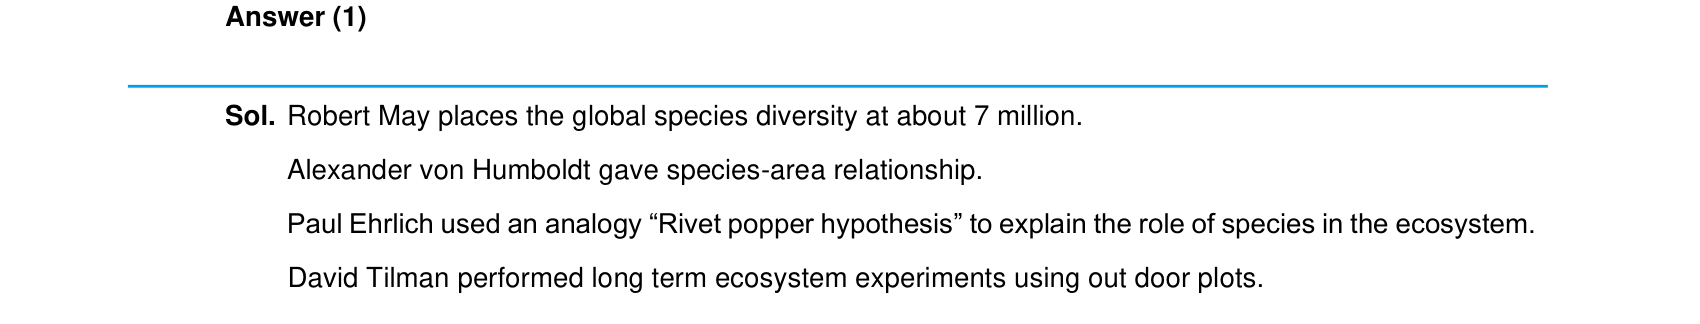 Answer (1)
Sol. Robert May places the global species diversity at about 7 million.
Alexander von Humboldt gave species-area relationship.
Paul Ehrlich used an analogy “Rivet popper hypothesis” to explain the role of species in the ecosystem.
David Tilman performed long term ecosystem experiments using out door plots.